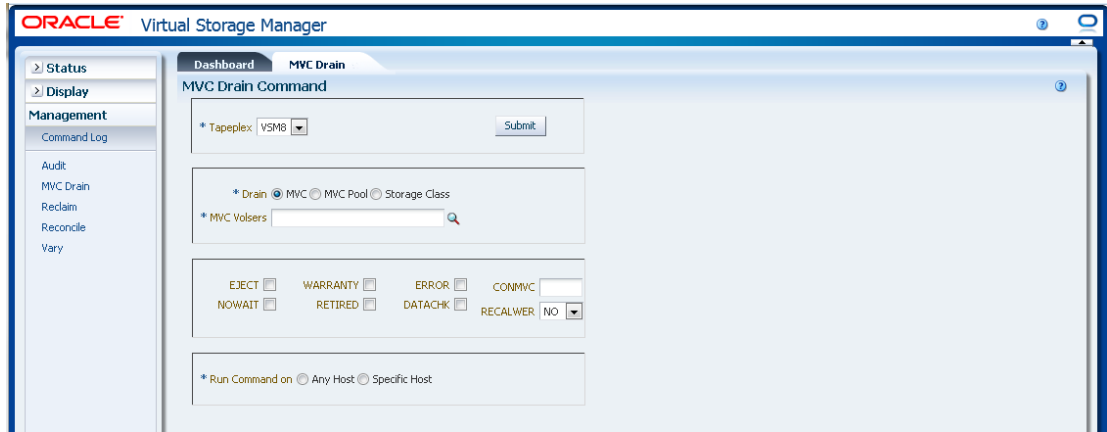 ORACLE® Virtual Storage Manager
Status
Display
Management
Command Log
Audit
MVC Drain
Reclaim
Reconcile
Vary
Dashboard MVC Drain
MVC Drain Command
* Tapeplex VSM8 Submit
* Drain MVC MVC Pool Storage Class
* MVC Volsers
EJECT WARRANTY ERROR CONMVC
NOWAIT RETIRED DATACHK RECALWER NO
* Run Command on Any Host Specific Host